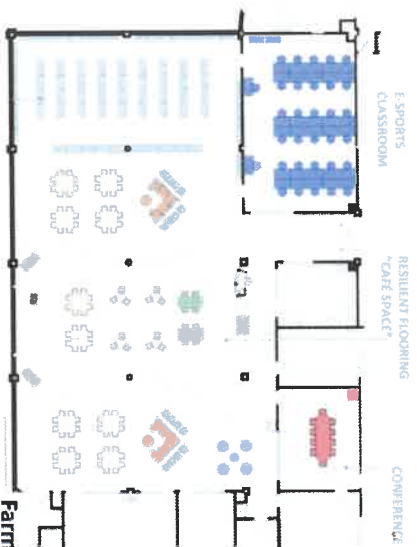 E-SPORTS
CLASSROOM
RESILIENT FLOORING
"CAFE SPACE"
CONFERENCE
Farm